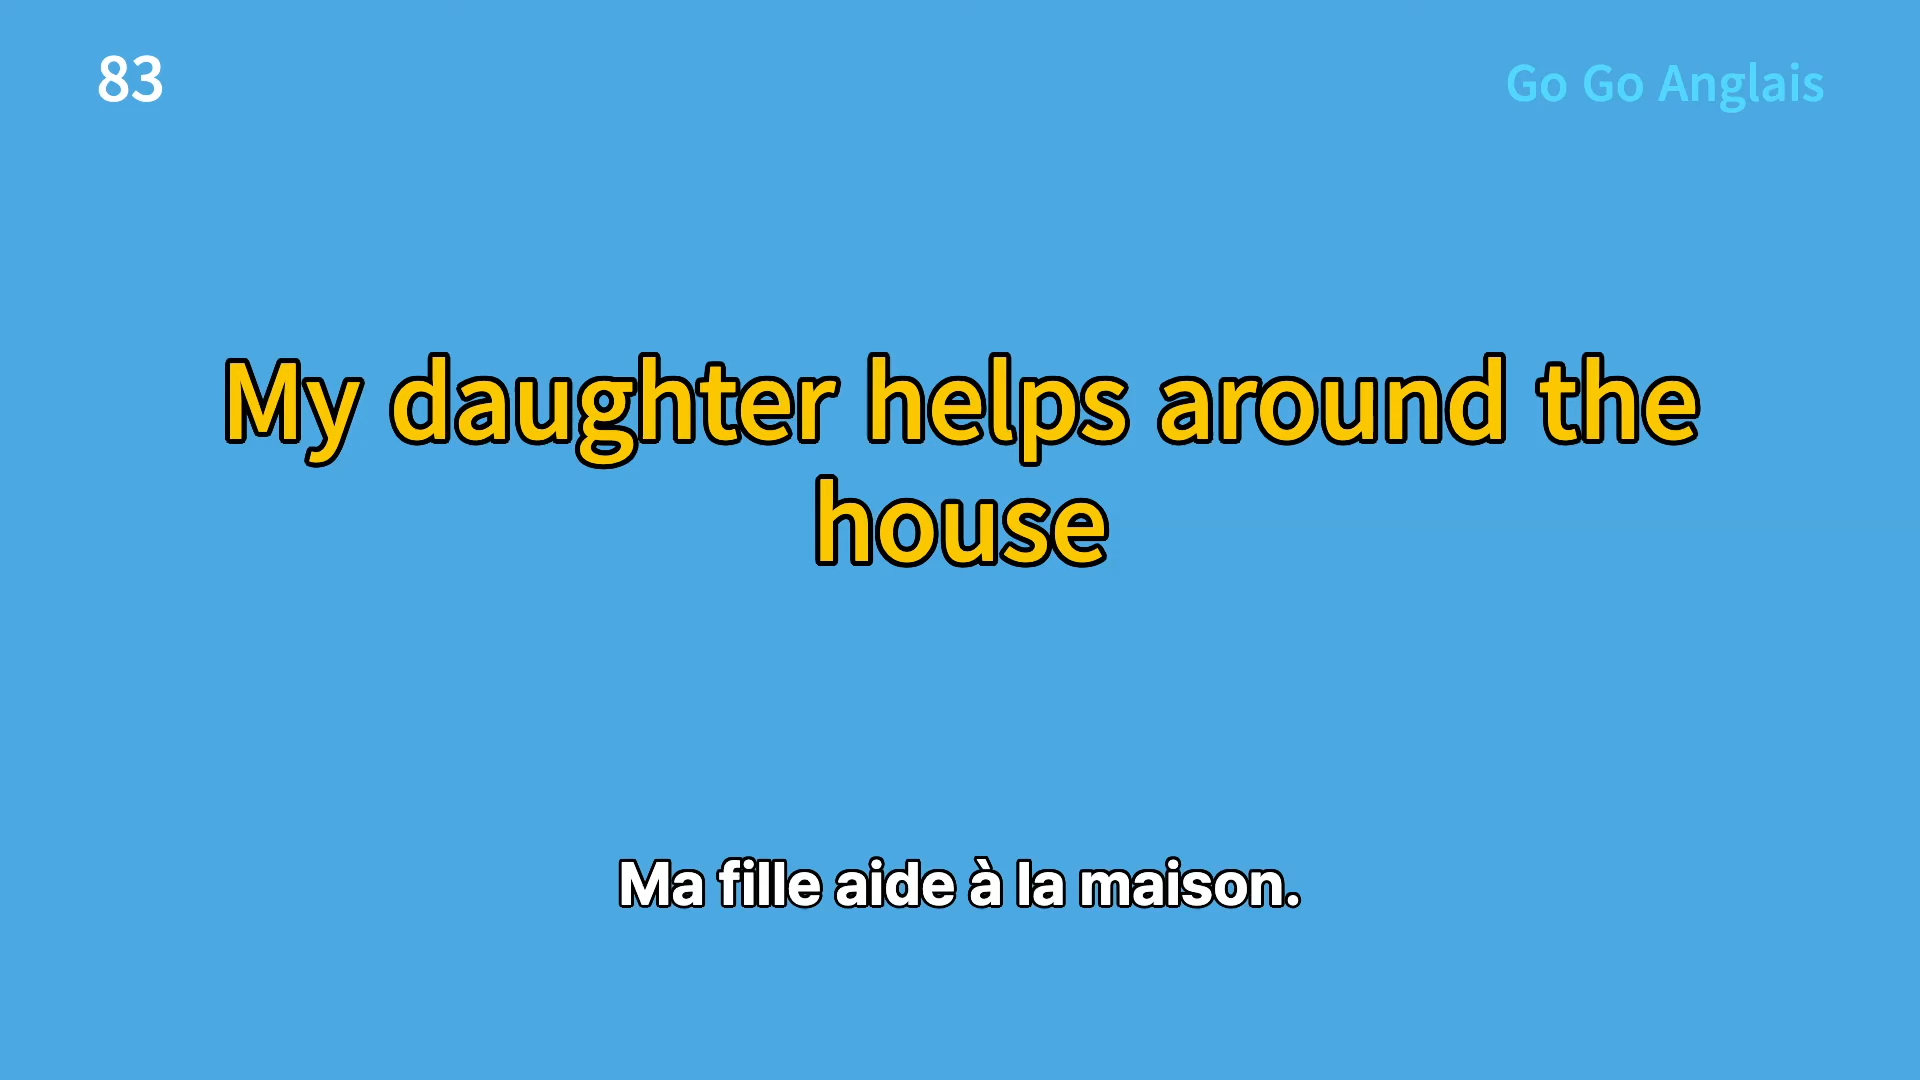 83
Go Go Anglais
My daughter helps around the
house
Ma fille aide à la maison.